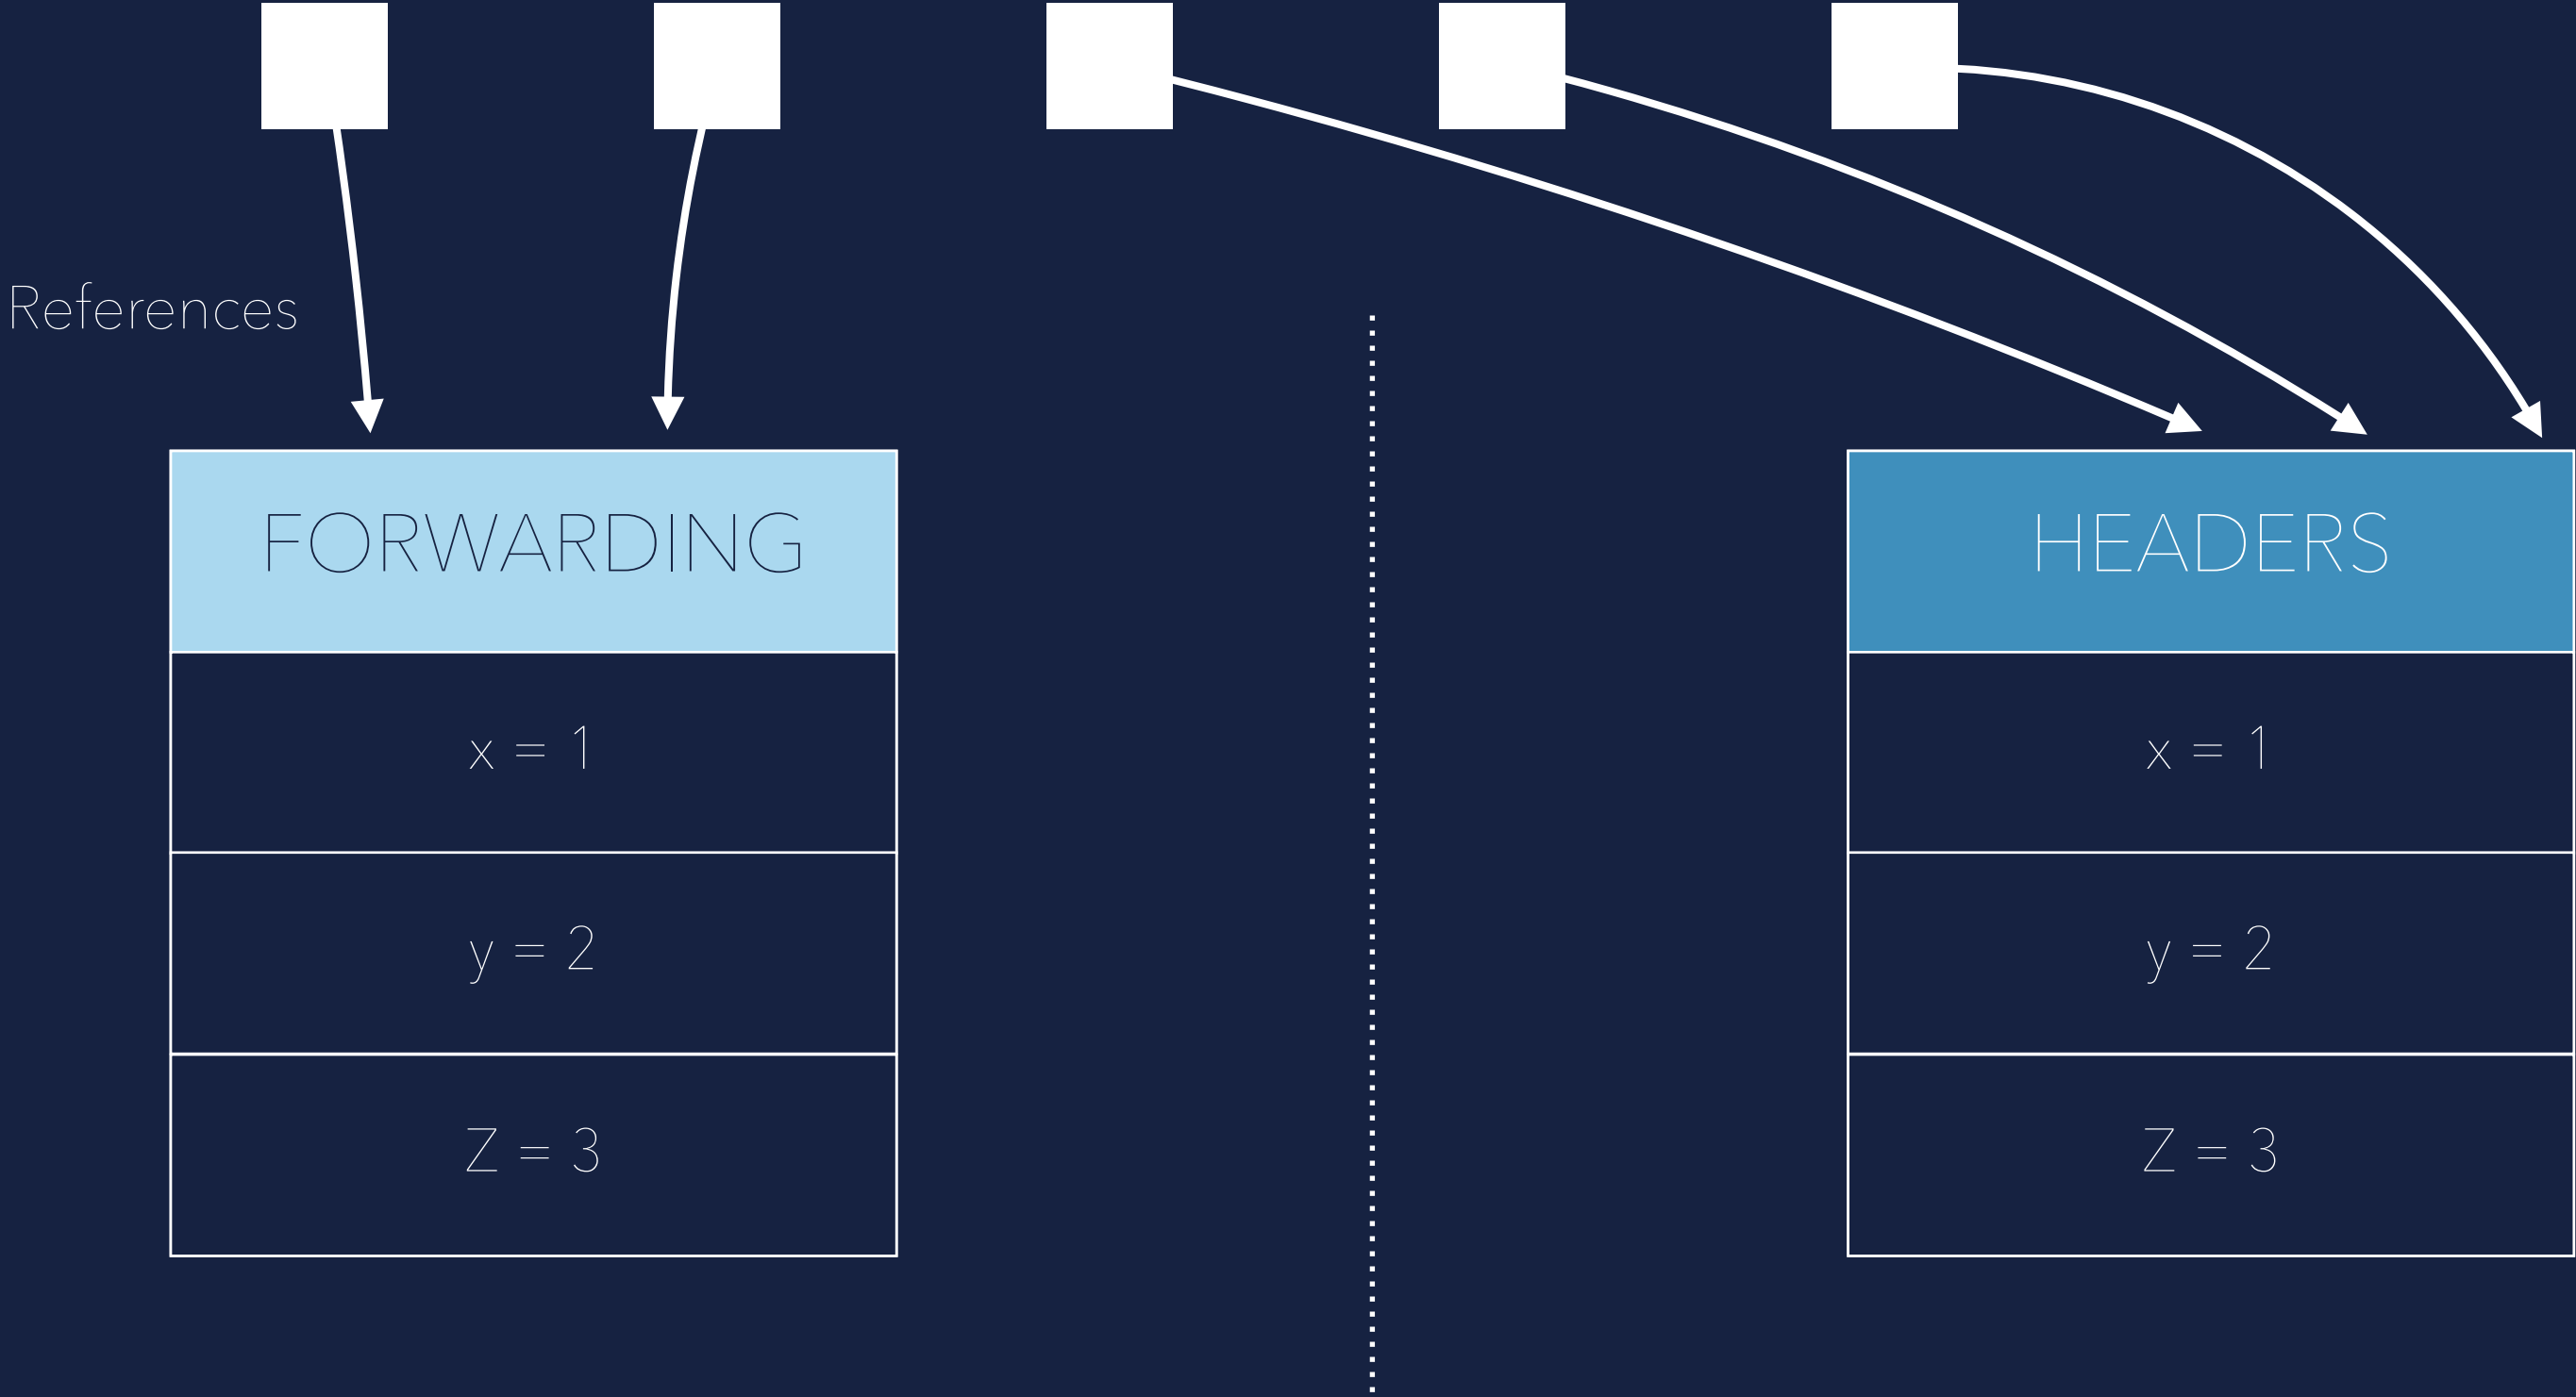 References
FORWARDING
x = 1
y = 2
Z = 3
HEADERS
x = 1
y = 2
Z = 3